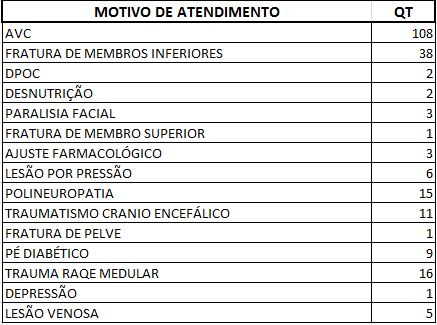 MOTIVO DE ATENDIMENTO QT
AVC 108
FRATURA DE MEMBROS INFERIORES 38
DPOC 2
DESNUTRIÇÃO 2
PARALISIA FACIAL 3
FRATURA DE MEMBRO SUPERIOR 1
AJUSTE FARMACOLÓGICO 3
LESÃO POR PRESSÃO 6
POLINEUROPATIA 15
TRAUMATISMO CRANIO ENCEFÁLICO 11
FRATURA DE PELVE 1
PÉ DIABÉTICO 9
TRAUMA RAQE MEDULAR 16
DEPRESSÃO 1
LESÃO VENOSA 5